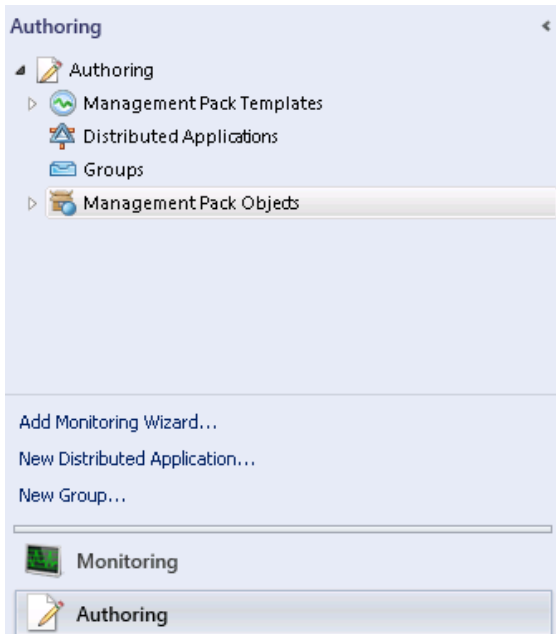 Authoring
Authoring
Management Pack Templates
Distributed Applications
Groups
Management Pack Objects
Add Monitoring Wizard...
New Distributed Application...
New Group...
Monitoring
Authoring